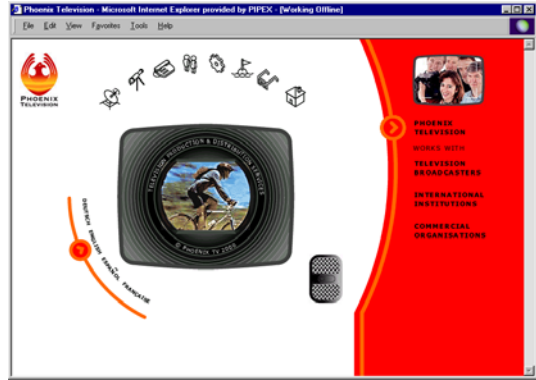 Phoenix Television - Microsoft Internet Explorer provided by PIPEX - [Working Offline]
File Edit View Favorites Tools Help
PHOENIX
TELEVISION
TELEVISION PRODUCTION & DISTRIBUTION SERVICES
© PHOENIX TV 2000
DEUTSCH ENGLISH ESPAÑOL FRANÇAISE
PHOENIX
TELEVISION
WORKS WITH
TELEVISION
BROADCASTERS
INTERNATIONAL
INSTITUTIONS
COMMERCIAL
ORGANISATIONS